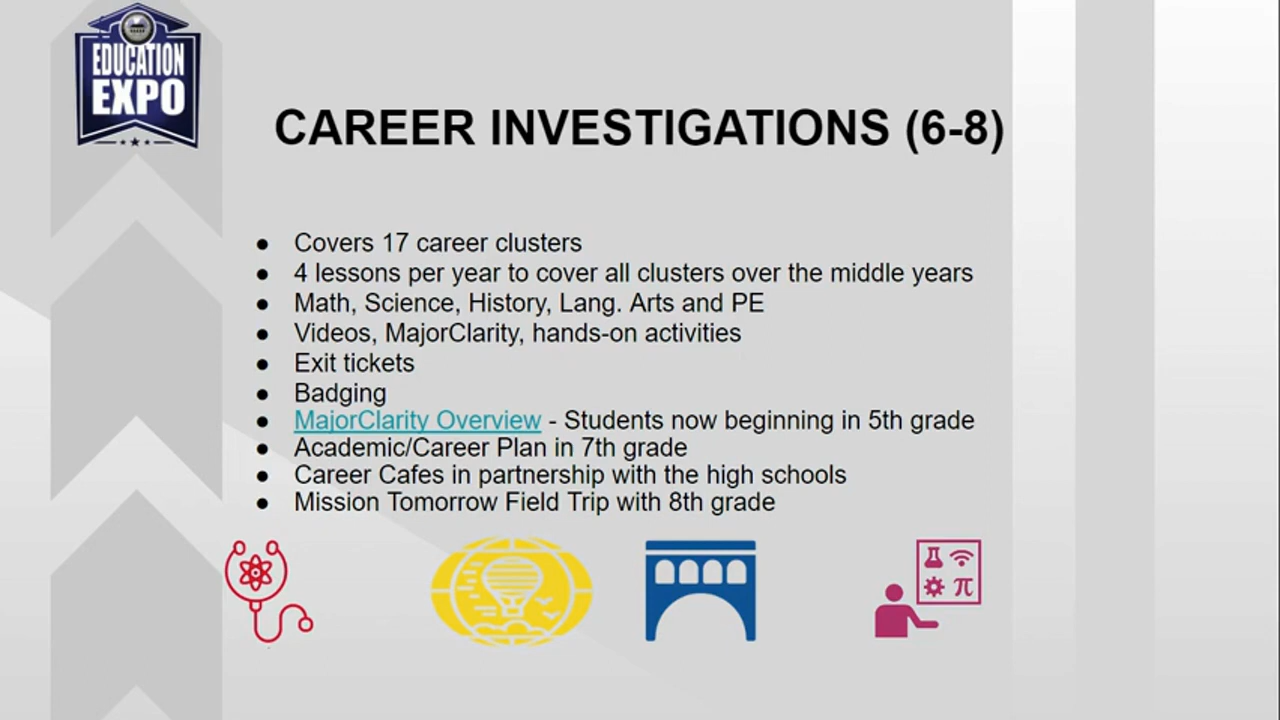 EDUCATION
EXPO
CAREER INVESTIGATIONS (6-8)
● Covers 17 career clusters
● 4 lessons per year to cover all clusters over the middle years
● Math, Science, History, Lang. Arts and PE
● Videos, MajorClarity, hands-on activities
● Exit tickets
● Badging
● MajorClarity Overview - Students now beginning in 5th grade
● Academic/Career Plan in 7th grade
● Career Cafes in partnership with the high schools
● Mission Tomorrow Field Trip with 8th grade
π